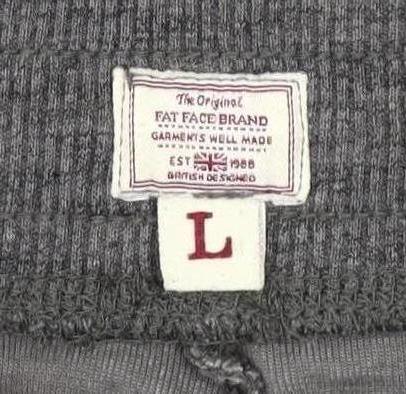 The Original
FAT FACE BRAND
GARMENTS WELL MADE
EST 1988
BRITISH DESIGNED
L